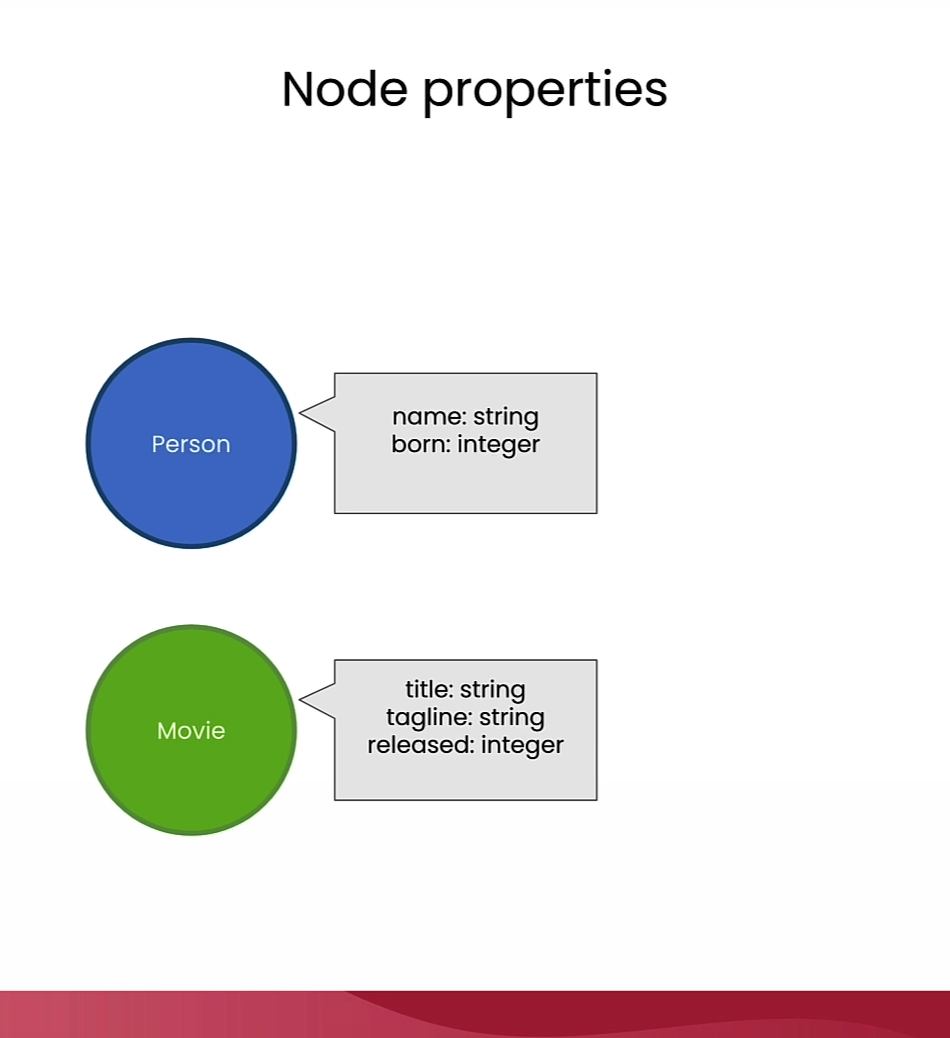 Node properties
Person
name: string
born: integer
Movie
title: string
tagline: string
released: integer